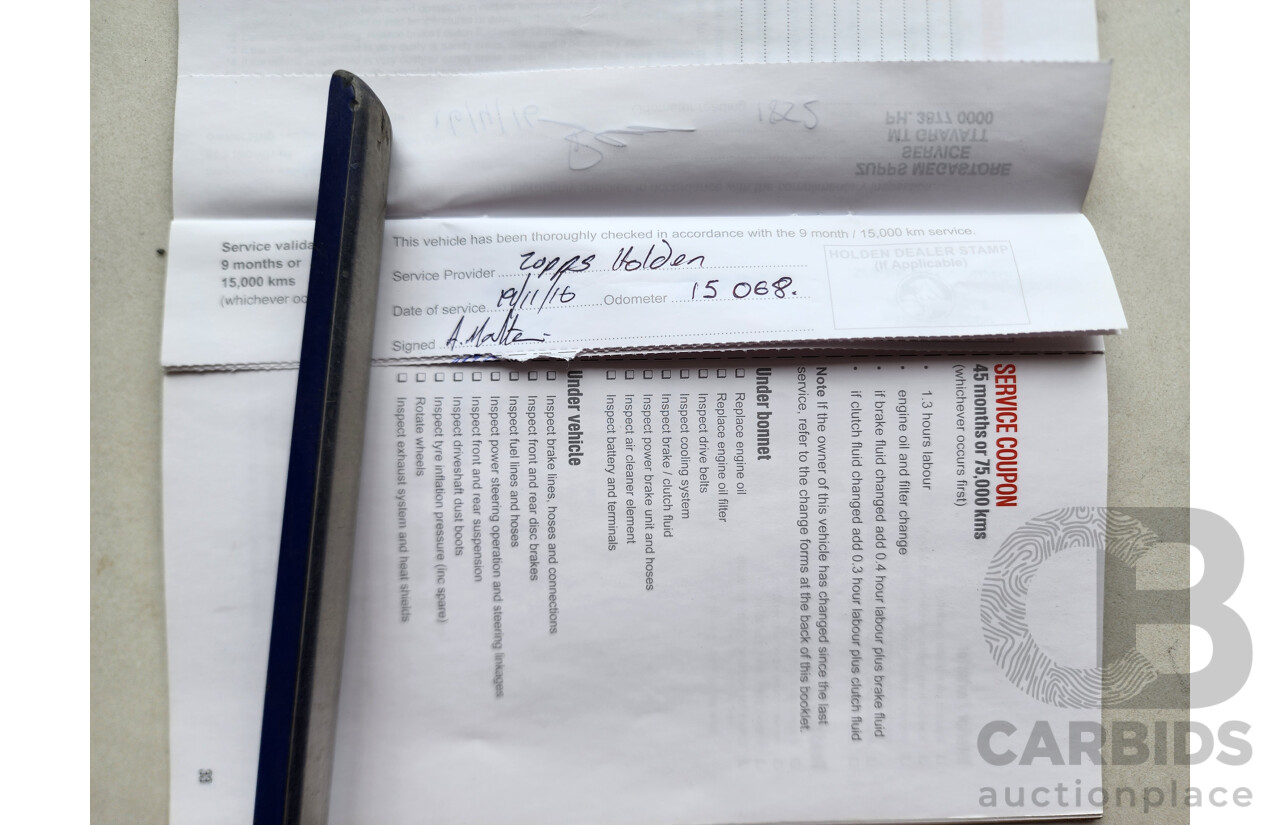 PH. 3877 0000
MT GRAVATT
SERVICE
ZUPPS MEGASTORE
1825
Service valida
9 months or
15,000 kms
(whichever oc
This vehicle has been thoroughly checked in accordance with the 9 month / 15,000 km service.
Service Provider Zupps Holden
Date of service 19/11/16 Odometer 15 068.
Signed
HOLDEN DEALER STAMP
(If Applicable)
SERVICE COUPON
45 months or 75,000 kms
(whichever occurs first)
• 1.3 hours labour
• engine oil and filter change
• if brake fluid changed add 0.4 hour labour plus brake fluid
• if clutch fluid changed add 0.3 hour labour plus clutch fluid
Note If the owner of this vehicle has changed since the last
service, refer to the change forms at the back of this booklet.
Under bonnet
❑ Replace engine oil
❑ Replace engine oil filter
❑ Inspect drive belts
❑ Inspect cooling system
❑ Inspect brake / clutch fluid
❑ Inspect power brake unit and hoses
❑ Inspect air cleaner element
❑ Inspect battery and terminals
Under vehicle
❑ Inspect brake lines, hoses and connections
❑ Inspect front and rear disc brakes
❑ Inspect fuel lines and hoses
❑ Inspect power steering operation and steering linkages
❑ Inspect front and rear suspension
❑ Inspect driveshaft dust boots
❑ Inspect tyre inflation pressure (inc spare)
❑ Rotate wheels
❑ Inspect exhaust system and heat shields
33
CB
CARBIDS
auctionplace